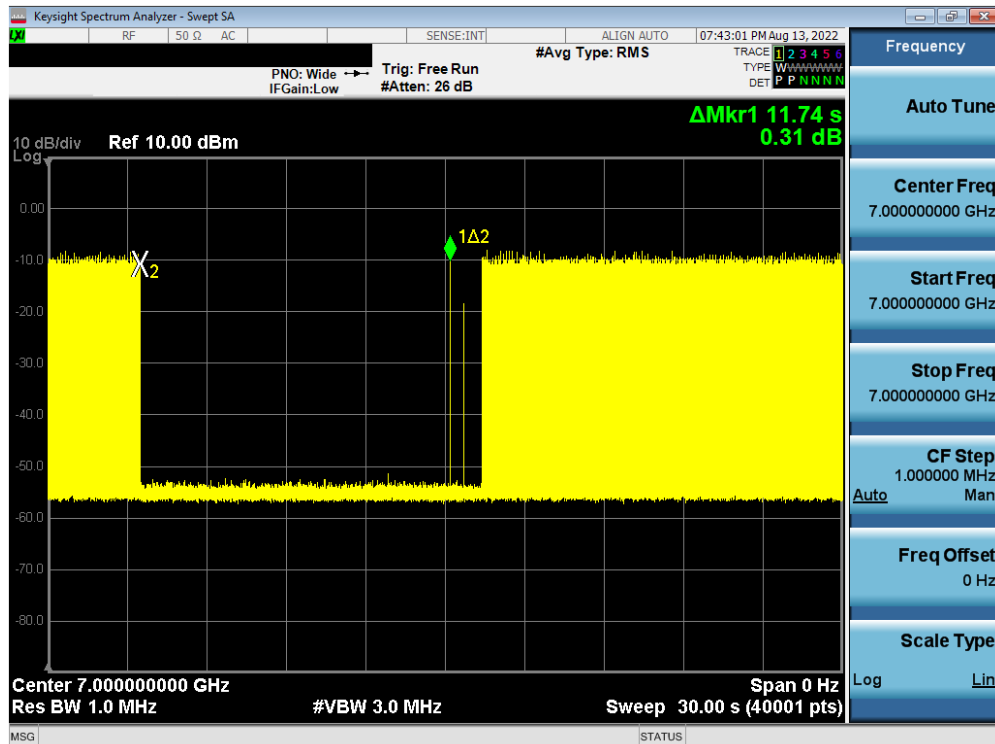 Keysight Spectrum Analyzer - Swept SA
LXI RF 50 Ω AC SENSE:INT ALIGN AUTO 07:43:01 PM Aug 13, 2022
PNO: Wide Trig: Free Run #Avg Type: RMS TRACE 1 2 3 4 5 6
IFGain:Low #Atten: 26 dB TYPE W W W W W W
DET P P N N N N
ΔMkr1 11.74 s
0.31 dB
10 dB/div Ref 10.00 dBm
Log
0.00
1Δ2
-10.0
2
-20.0
-30.0
-40.0
-50.0
-60.0
-70.0
-80.0
Center 7.000000000 GHz Span 0 Hz
Res BW 1.0 MHz #VBW 3.0 MHz Sweep 30.00 s (40001 pts)
MSG STATUS
Frequency
Auto Tune
Center Freq
7.000000000 GHz
Start Freq
7.000000000 GHz
Stop Freq
7.000000000 GHz
CF Step
1.000000 MHz
Auto Man
Freq Offset
0 Hz
Scale Type
Log Lin